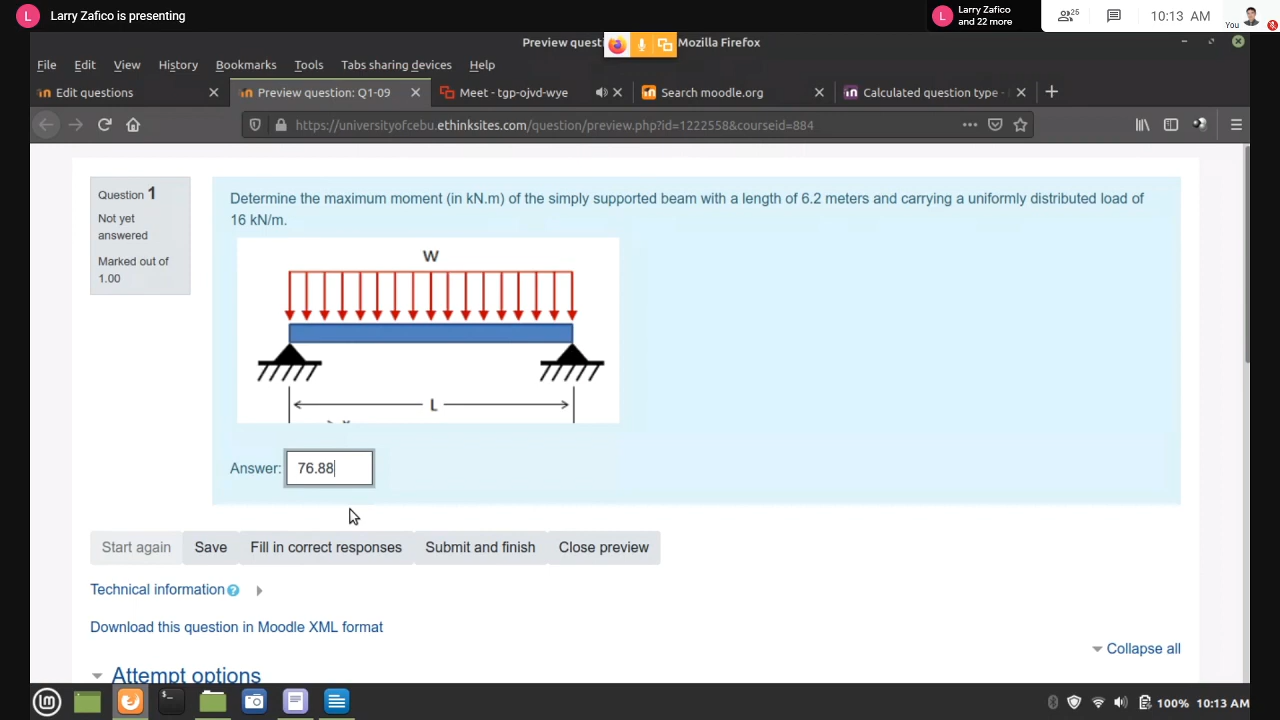 L Larry Zafico is presenting
L Larry Zafico
and 22 more
25
10:13 AM
You
Preview questi
Mozilla Firefox
File Edit View History Bookmarks Tools Tabs sharing devices Help
Edit questions
Preview question: Q1-09
Meet - tgp-ojvd-wye
Search moodle.org
Calculated question type -
https://universityofcebu.ethinksites.com/question/preview.php?id=1222558&courseid=884
Question 1
Not yet
answered
Marked out of
1.00
Determine the maximum moment (in kN.m) of the simply supported beam with a length of 6.2 meters and carrying a uniformly distributed load of
16 kN/m.
W
L
Answer: 76.88
Start again Save Fill in correct responses Submit and finish Close preview
Technical information
Download this question in Moodle XML format
Collapse all
Attempt options
100% 10:13 AM